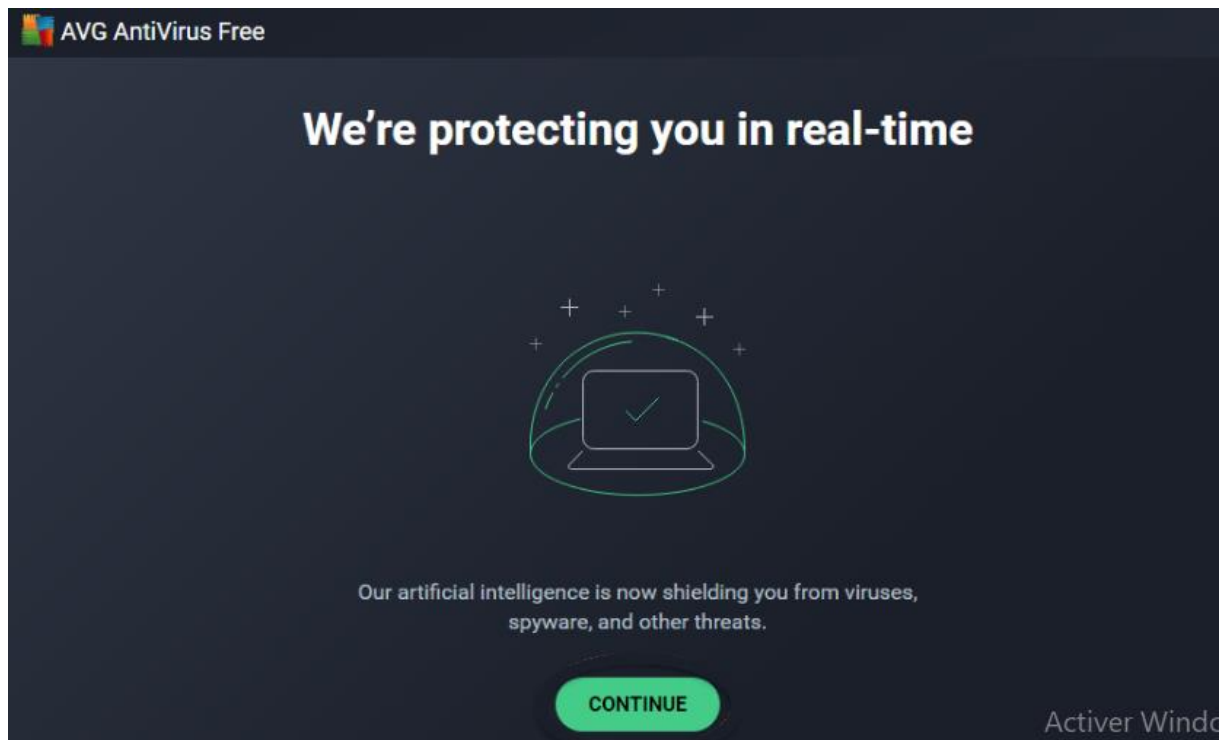 AVG AntiVirus Free
We’re protecting you in real-time
Our artificial intelligence is now shielding you from viruses,
spyware, and other threats.
CONTINUE
Activer